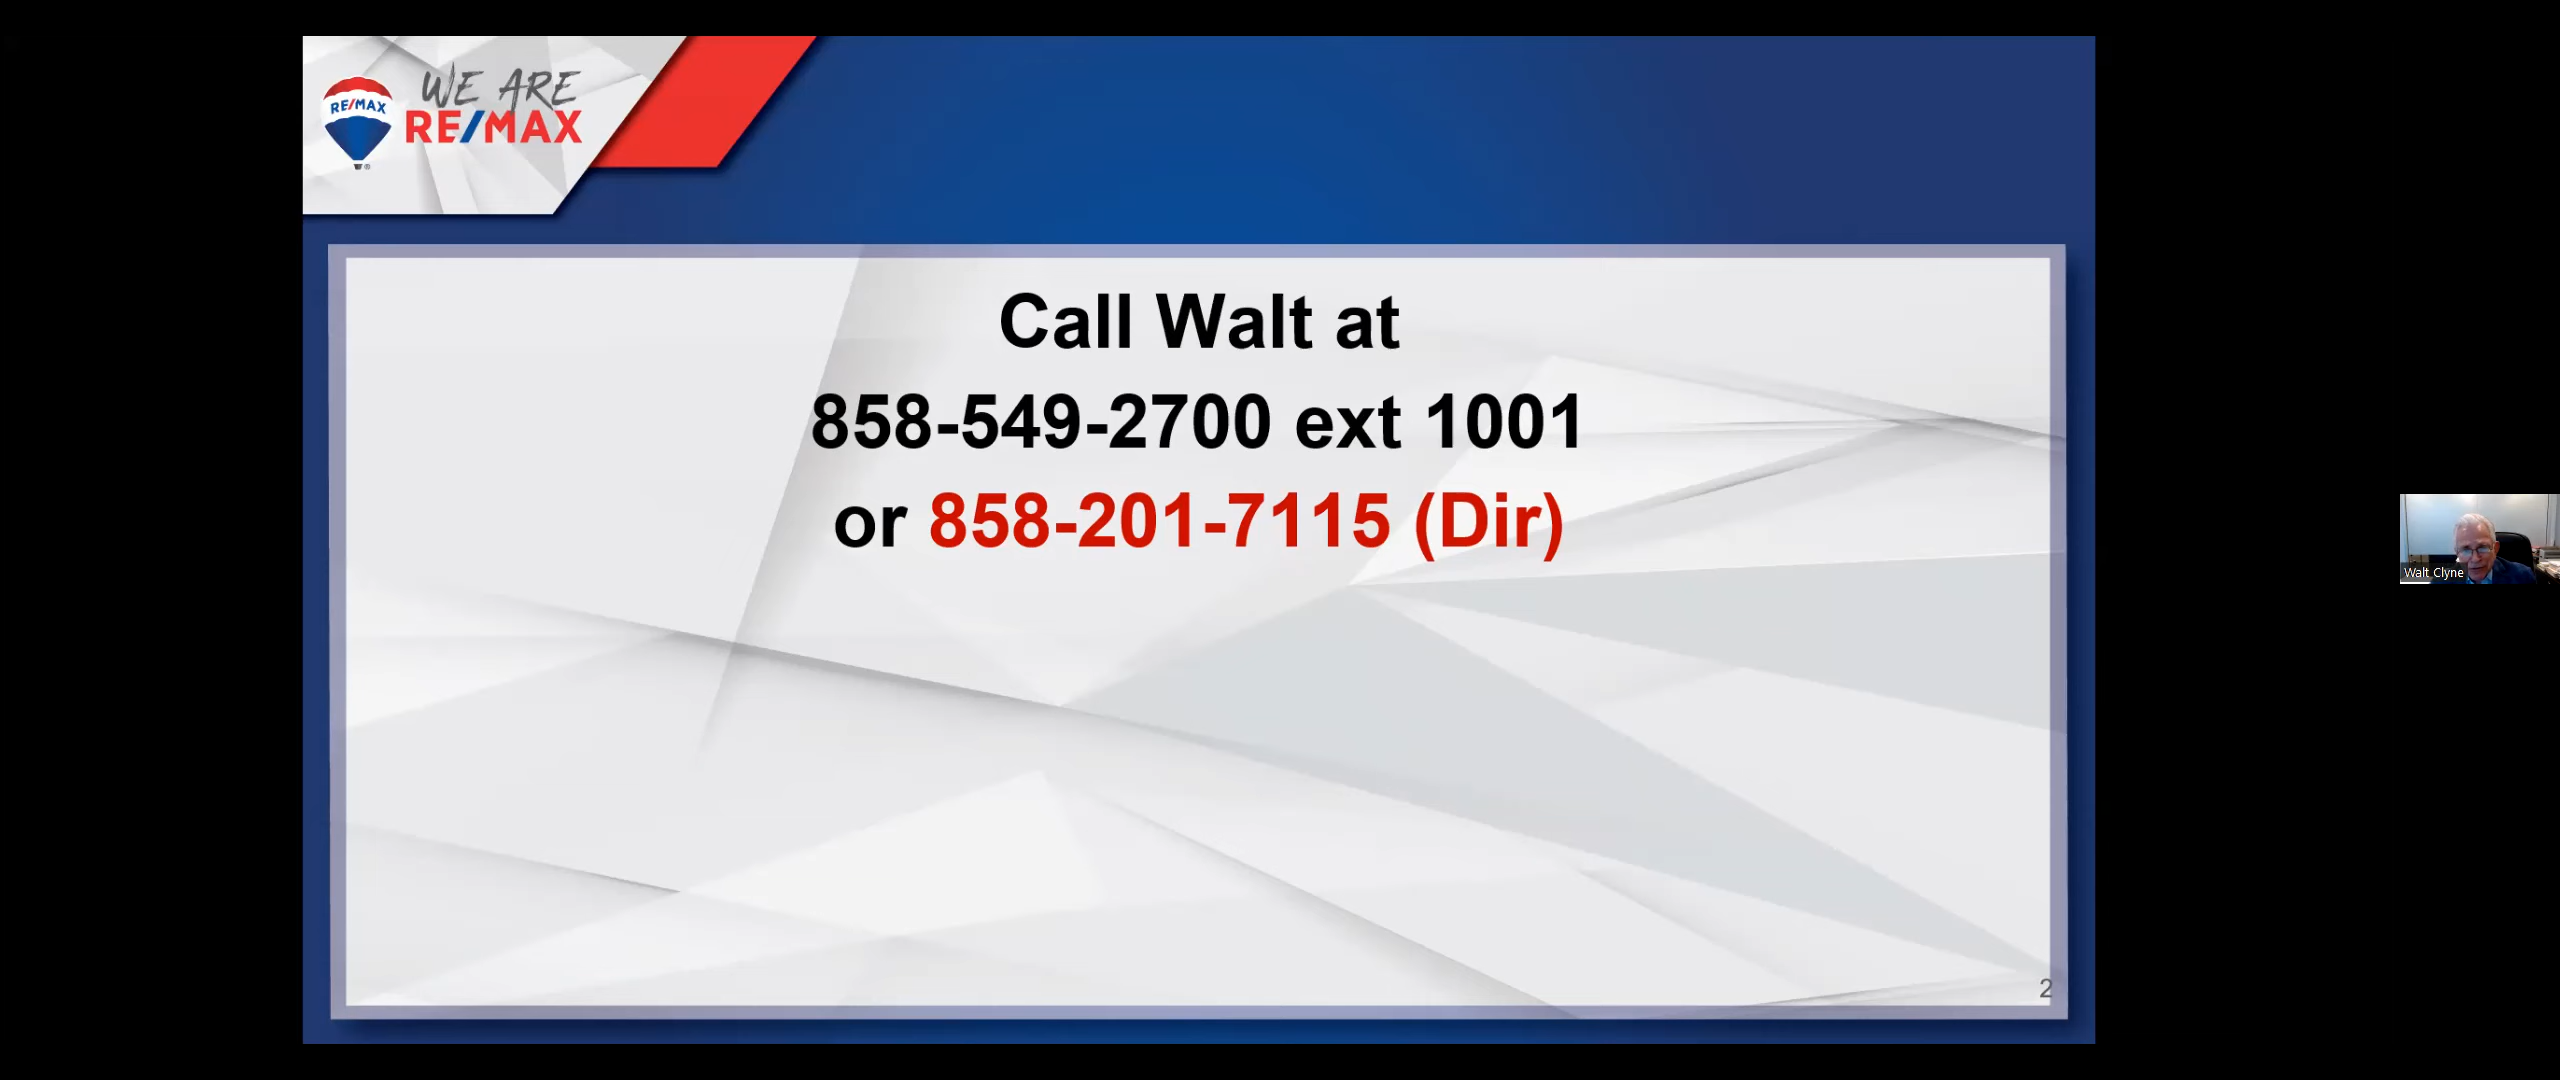 WE ARE
RE/MAX
RE/MAX
Call Walt at
858-549-2700 ext 1001
or 858-201-7115 (Dir)
Walt Clyne
2